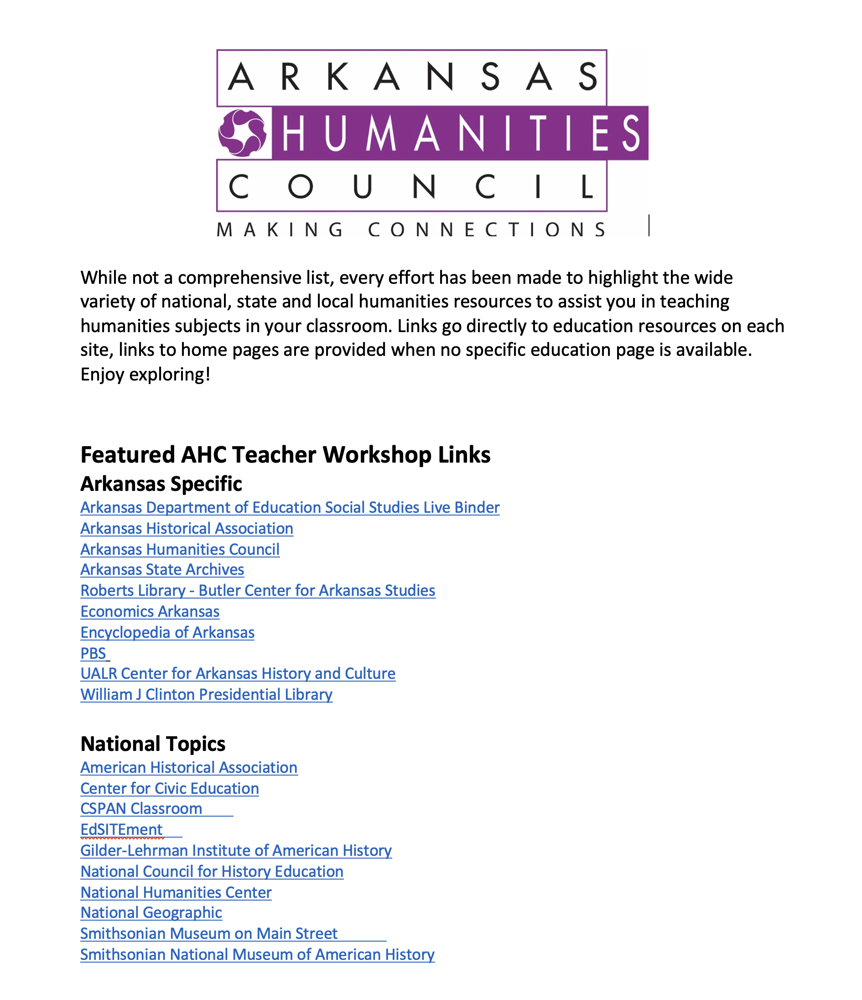 ARKANSAS
HUMANITIES
COUNCIL
MAKING CONNECTIONS
While not a comprehensive list, every effort has been made to highlight the wide
variety of national, state and local humanities resources to assist you in teaching
humanities subjects in your classroom. Links go directly to education resources on each
site, links to home pages are provided when no specific education page is available.
Enjoy exploring!
Featured AHC Teacher Workshop Links
Arkansas Specific
Arkansas Department of Education Social Studies Live Binder
Arkansas Historical Association
Arkansas Humanities Council
Arkansas State Archives
Roberts Library - Butler Center for Arkansas Studies
Economics Arkansas
Encyclopedia of Arkansas
PBS
UALR Center for Arkansas History and Culture
William J Clinton Presidential Library
National Topics
American Historical Association
Center for Civic Education
CSPAN Classroom
EdSITEment
Gilder-Lehrman Institute of American History
National Council for History Education
National Humanities Center
National Geographic
Smithsonian Museum on Main Street
Smithsonian National Museum of American History